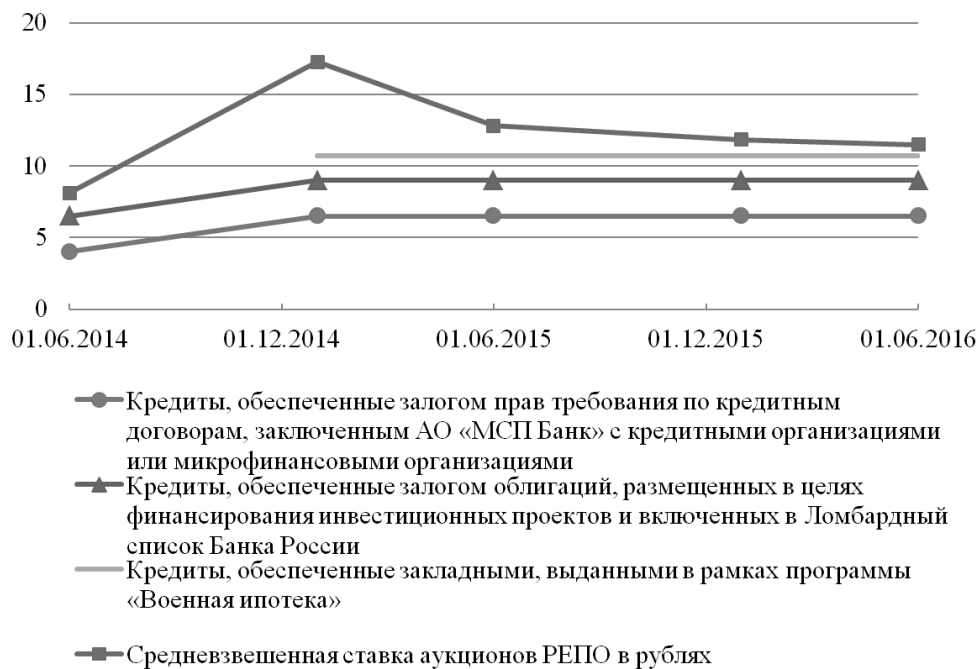 20
15
10
5
0
01.06.2014 01.12.2014 01.06.2015 01.12.2015 01.06.2016
Кредиты, обеспеченные залогом прав требования по кредитным
договорам, заключенным АО «МСП Банк» с кредитными организациями
или микрофинансовыми организациями
Кредиты, обеспеченные залогом облигаций, размещенных в целях
финансирования инвестиционных проектов и включенных в Ломбардный
список Банка России
Кредиты, обеспеченные закладными, выданными в рамках программы
«Военная ипотека»
Средневзвешенная ставка аукционов РЕПО в рублях